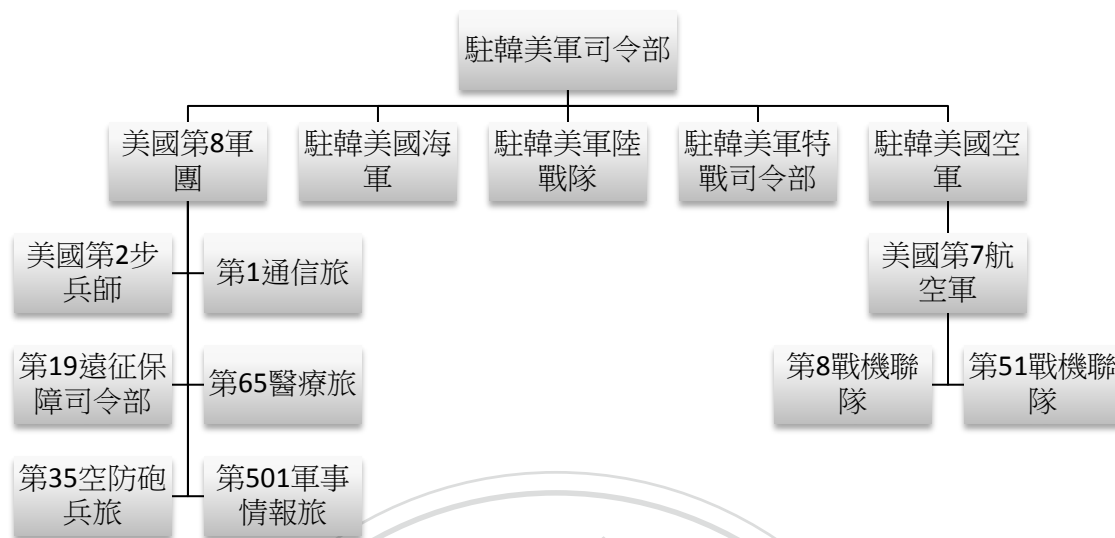 駐韓美軍司令部
美國第8軍
團
駐韓美國海
軍
駐韓美軍陸
戰隊
駐韓美軍特
戰司令部
駐韓美國空
軍
美國第2步
兵師
第1通信旅
美國第7航
空軍
第19遠征保
障司令部
第65醫療旅
第8戰機聯
隊
第51戰機聯
隊
第35空防砲
兵旅
第501軍事
情報旅